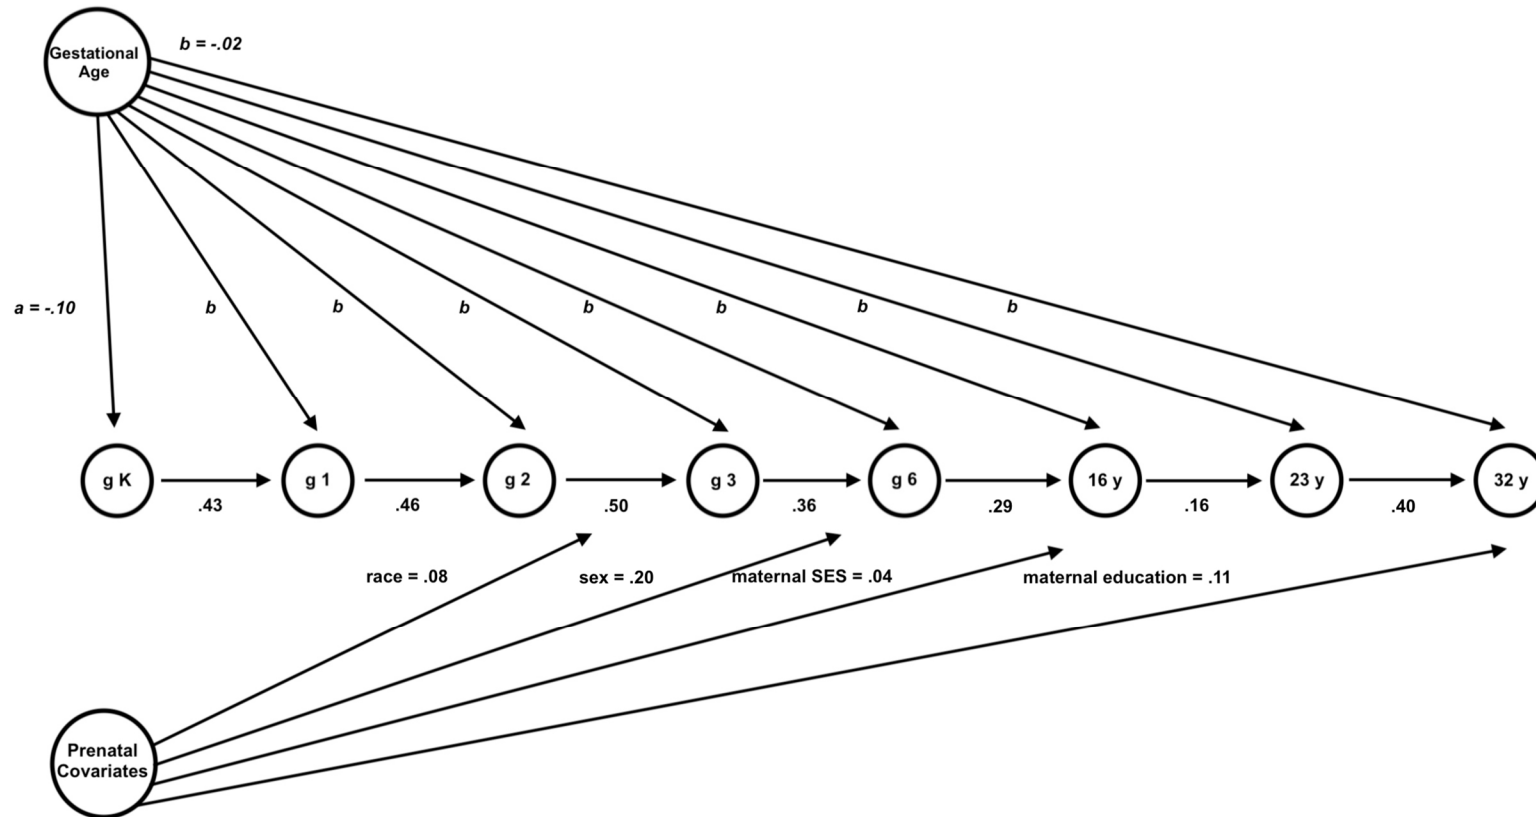 b = -.02
Gestational
Age
a = -.10
b
b
b
b
b
b
b
g K
g 1
g 2
g 3
g 6
16 y
23 y
32 y
.43
.46
.50
.36
.29
.16
.40
race = .08
sex = .20
maternal SES = .04
maternal education = .11
Prenatal
Covariates